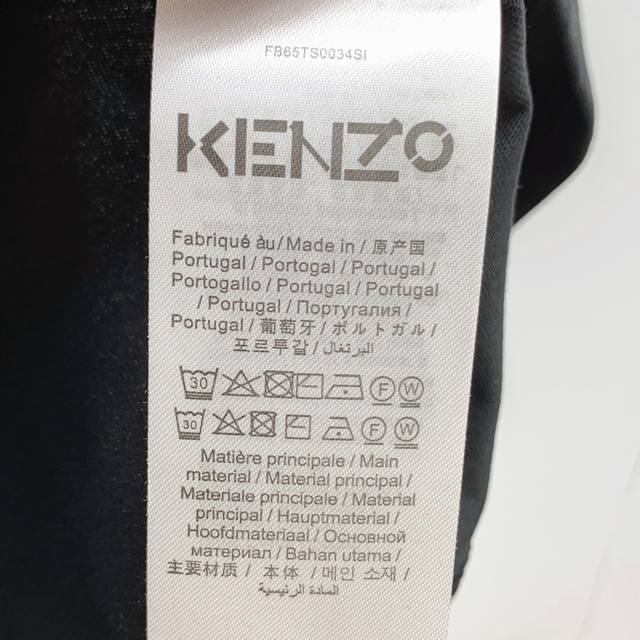 FB65TS0034SI
KENZO
Fabriqué àu/Made in/原产国
Portugal/Portogal/Portugal/
Portogallo/Portugal/Portugal
/Portugal/Португалия/
Portugal/葡萄牙/ポルトガル/
포르투갈/البرتغال
30 F W
30 F W
Matière principale/Main
material/Material principal/
Materiale principale/Material
principal/Hauptmaterial/
Hoofdmateriaal/Основной
материал/Bahan utama/
主要材质/本体/메인 소재/
المادة الرئيسية